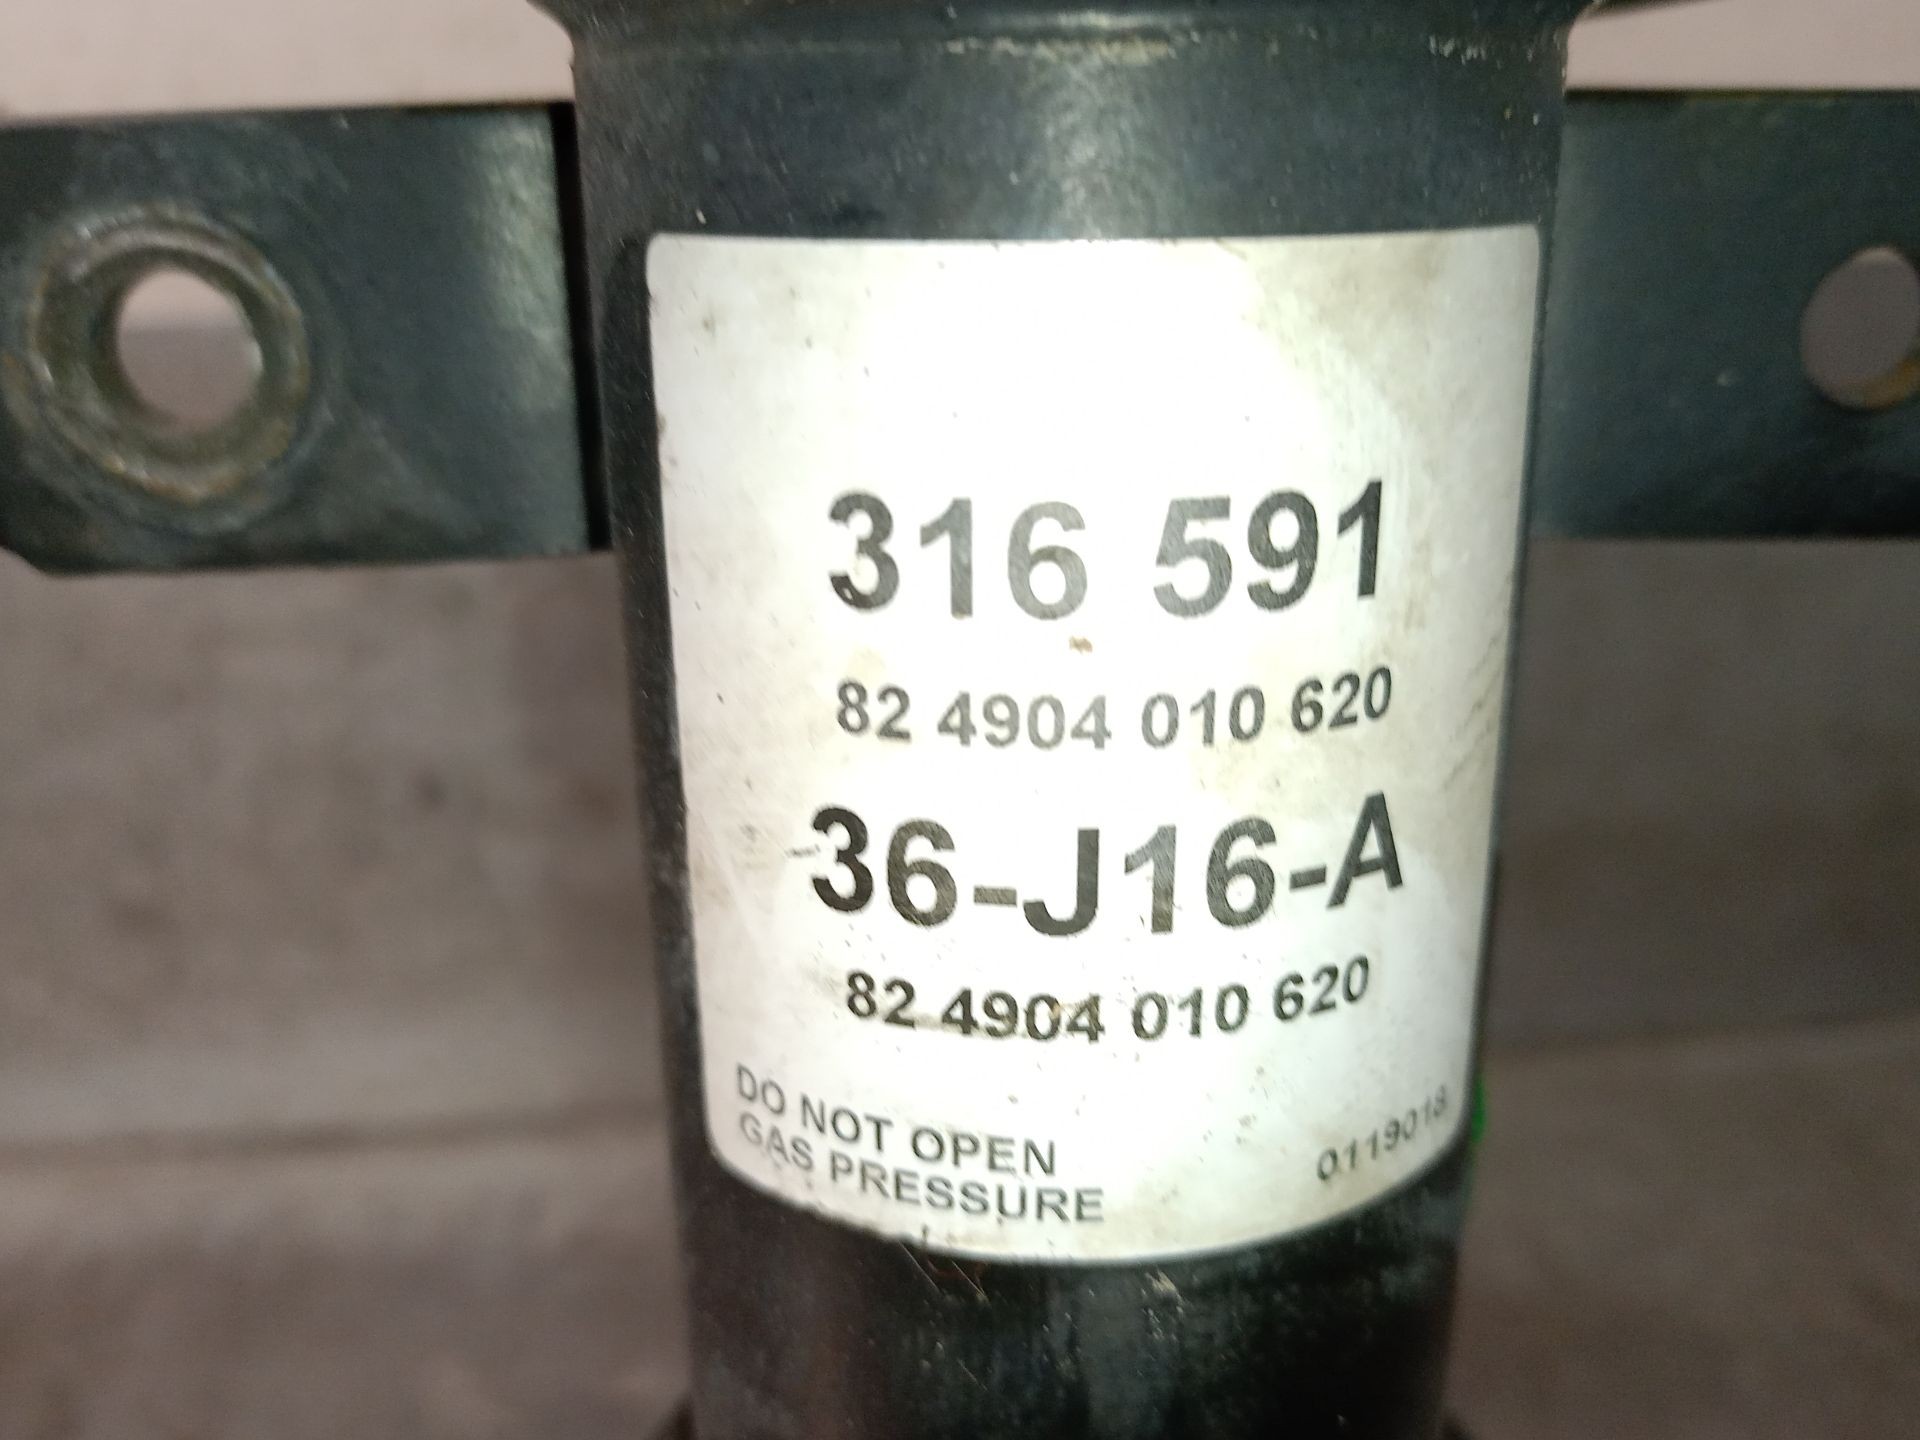 316 591
82 4904 010 620
36-J16-A
82 4904 010 620
DO NOT OPEN
GAS PRESSURE
0119018